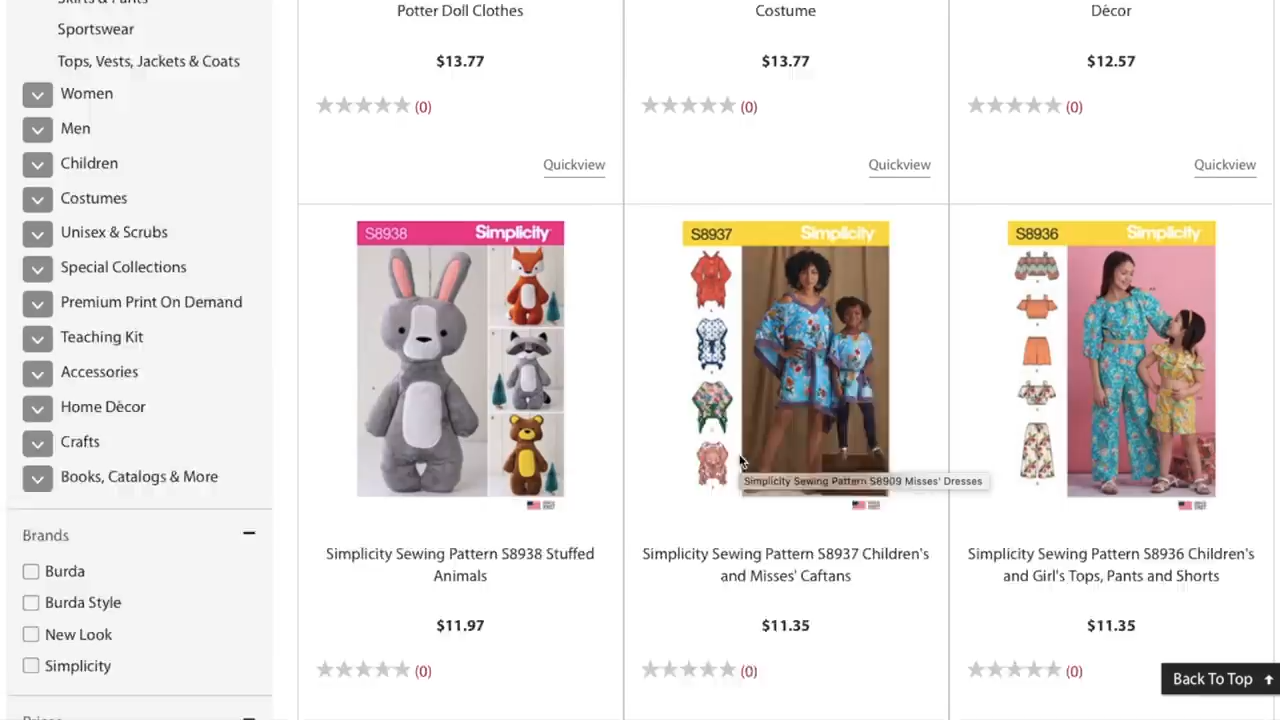 Skirts & Pants
Sportswear
Tops, Vests, Jackets & Coats
Women
Men
Children
Costumes
Unisex & Scrubs
Special Collections
Premium Print On Demand
Teaching Kit
Accessories
Home Décor
Crafts
Books, Catalogs & More
Brands
Burda
Burda Style
New Look
Simplicity
Potter Doll Clothes
$13.77
(0)
Quickview
Costume
$13.77
(0)
Quickview
Décor
$12.57
(0)
Quickview
S8938 Simplicity
Simplicity Sewing Pattern S8938 Stuffed
Animals
$11.97
(0)
S8937 Simplicity
Simplicity Sewing Pattern S8909 Misses' Dresses
Simplicity Sewing Pattern S8937 Children's
and Misses' Caftans
$11.35
(0)
S8936 Simplicity
Simplicity Sewing Pattern S8936 Children's
and Girl's Tops, Pants and Shorts
$11.35
(0)
Back To Top